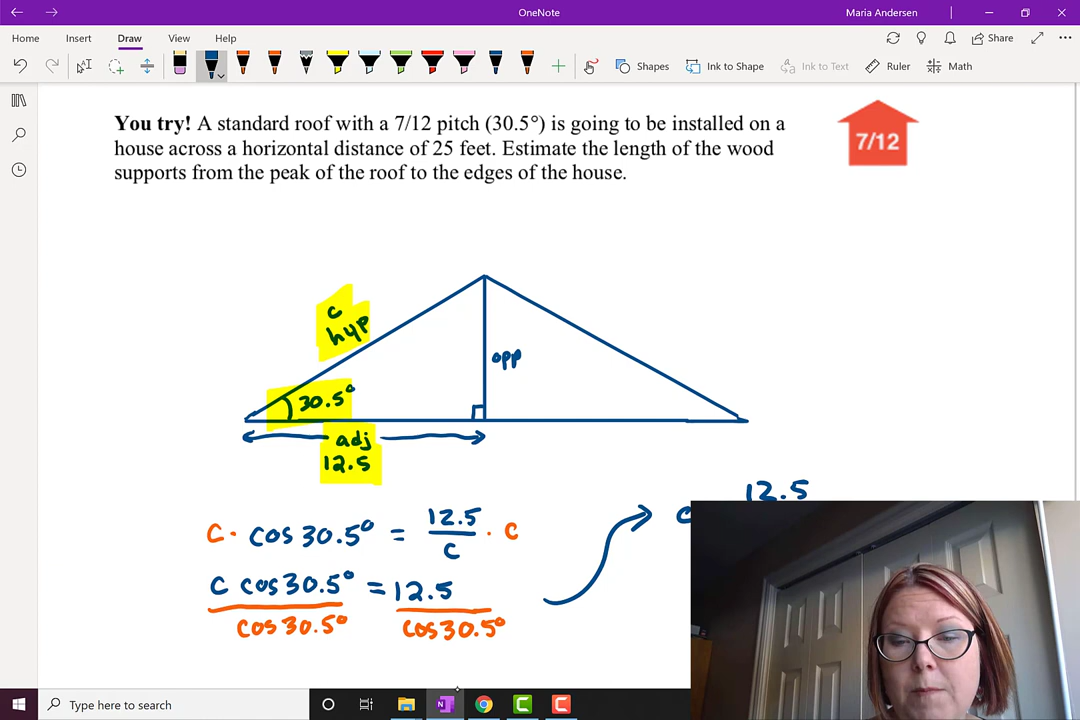 OneNote
Maria Andersen
Home Insert Draw View Help
Share
Shapes
Ink to Shape
Ink to Text
Ruler
Math
You try! A standard roof with a 7/12 pitch (30.5°) is going to be installed on a
house across a horizontal distance of 25 feet. Estimate the length of the wood
supports from the peak of the roof to the edges of the house.
7/12
c
hyp
opp
30.5°
adj
12.5
12.5
c
c · cos 30.5° = 12.5/c · c
c cos 30.5° = 12.5
cos 30.5° cos 30.5°
Type here to search